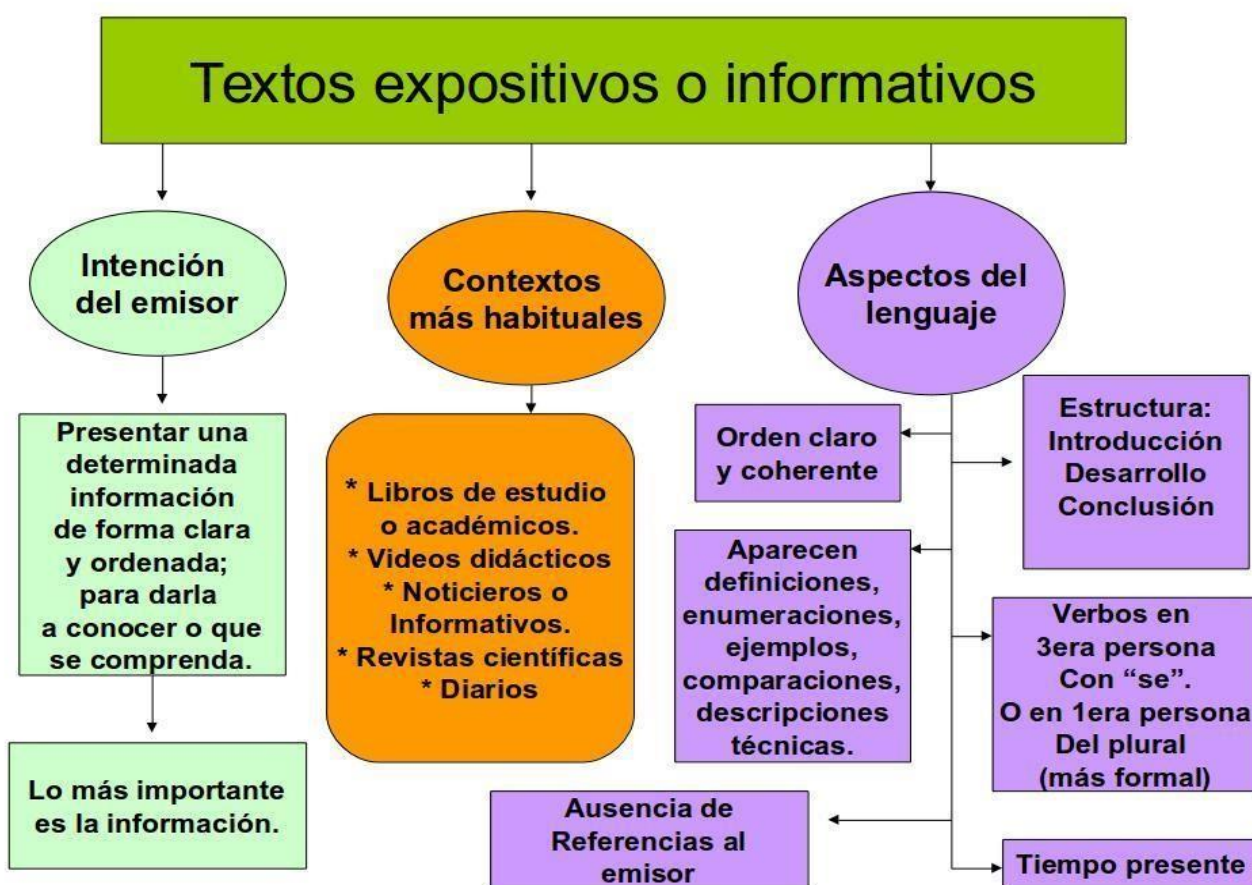 Textos expositivos o informativos
Intención
del emisor
Presentar una
determinada
información
de forma clara
y ordenada;
para darla
a conocer o que
se comprenda.
Lo más importante
es la información.
Contextos
más habituales
* Libros de estudio
o académicos.
* Videos didácticos
* Noticieros o
Informativos.
* Revistas científicas
* Diarios
Aspectos del
lenguaje
Orden claro
y coherente
Estructura:
Introducción
Desarrollo
Conclusión
Aparecen
definiciones,
enumeraciones,
ejemplos,
comparaciones,
descripciones
técnicas.
Verbos en
3era persona
Con “se”.
O en 1era persona
Del plural
(más formal)
Ausencia de
Referencias al
emisor
Tiempo presente